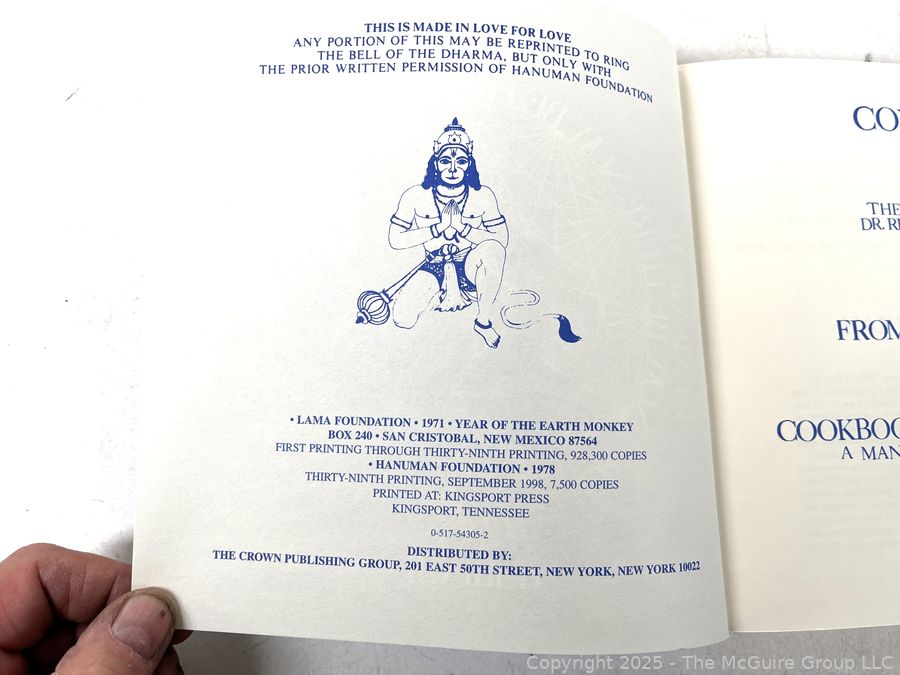 THIS IS MADE IN LOVE FOR LOVE
ANY PORTION OF THIS MAY BE REPRINTED TO RING
THE BELL OF THE DHARMA, BUT ONLY WITH
THE PRIOR WRITTEN PERMISSION OF HANUMAN FOUNDATION
• LAMA FOUNDATION • 1971 • YEAR OF THE EARTH MONKEY
BOX 240 • SAN CRISTOBAL, NEW MEXICO 87564
FIRST PRINTING THROUGH THIRTY-NINTH PRINTING, 928,300 COPIES
• HANUMAN FOUNDATION • 1978
THIRTY-NINTH PRINTING, SEPTEMBER 1998, 7,500 COPIES
PRINTED AT: KINGSPORT PRESS
KINGSPORT, TENNESSEE
0-517-54305-2
DISTRIBUTED BY:
THE CROWN PUBLISHING GROUP, 201 EAST 50TH STREET, NEW YORK, NEW YORK 10022
THE
DR. RI
FROM
COOKBOO
A MAN
Copyright 2025 - The McGuire Group LLC